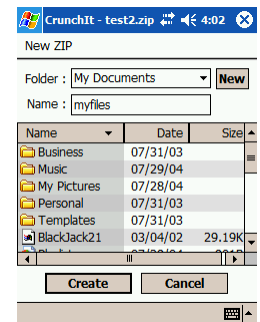 CrunchIt - test2.zip 4:02
New ZIP
Folder : My Documents New
Name : myfiles
Name Date Size
Business 07/31/03
Music 07/29/04
My Pictures 07/28/04
Personal 07/31/03
Templates 07/31/03
BlackJack21 03/04/02 29.19K
Create Cancel